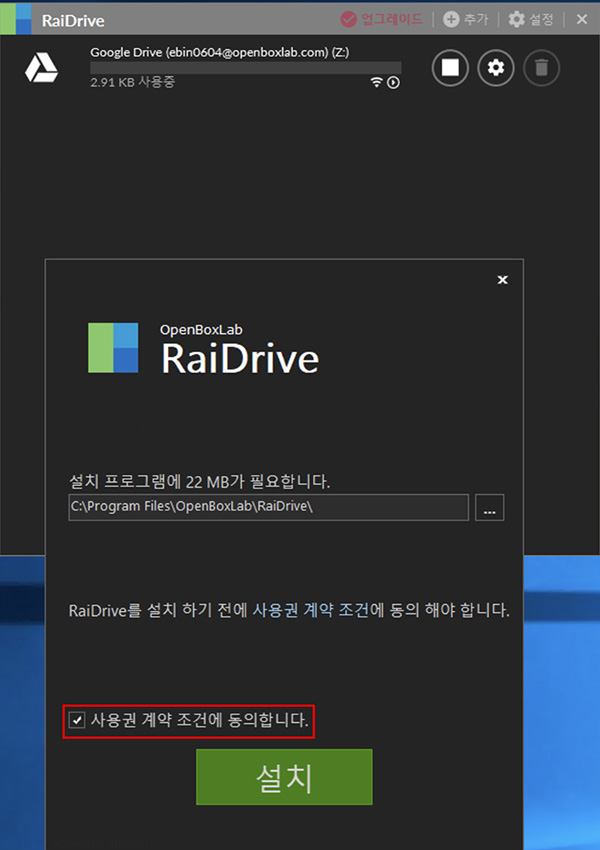 RaiDrive
업그레이드 | 추가 | 설정 | ×
Google Drive (ebin0604@openboxlab.com) (Z:)
2.91 KB 사용중
×
OpenBoxLab
RaiDrive
설치 프로그램에 22 MB가 필요합니다.
C:\Program Files\OpenBoxLab\RaiDrive\
...
RaiDrive를 설치 하기 전에 사용권 계약 조건에 동의 해야 합니다.
사용권 계약 조건에 동의합니다.
설치